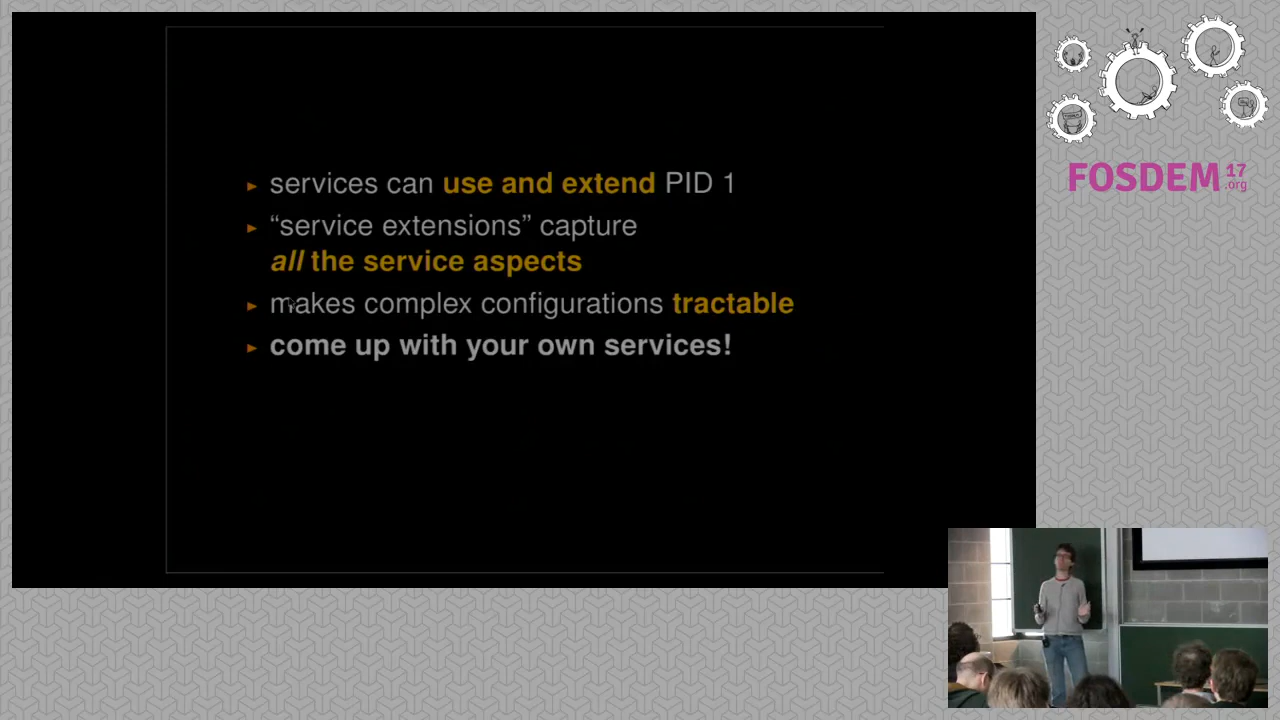 ► services can use and extend PID 1
► “service extensions” capture
all the service aspects
► makes complex configurations tractable
► come up with your own services!
FOSDEM 17
.org